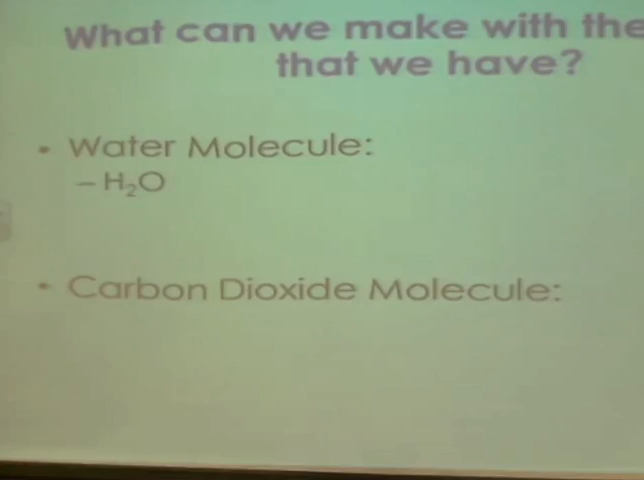 What can we make with the
that we have?
• Water Molecule:
– H₂O
• Carbon Dioxide Molecule: